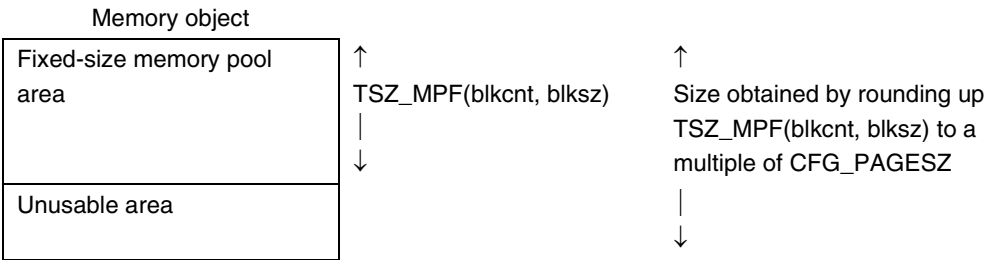 Memory object
Fixed-size memory pool
area
↑
TSZ_MPF(blkcnt, blksz)
|
↓
↑
Size obtained by rounding up
TSZ_MPF(blkcnt, blksz) to a
multiple of CFG_PAGESZ
|
↓
Unusable area